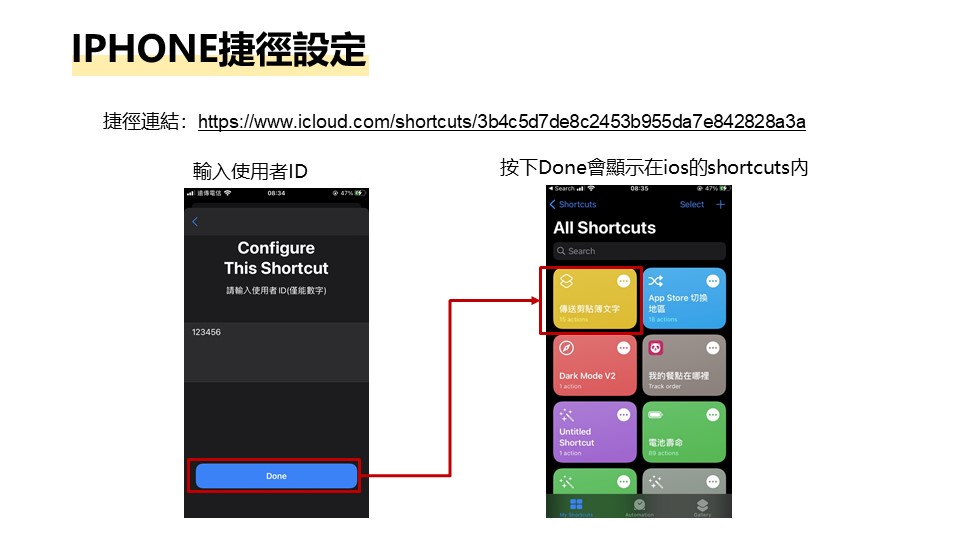 IPHONE捷徑設定
捷徑連結：https://www.icloud.com/shortcuts/3b4c5d7de8c2453b955da7e842828a3a
輸入使用者ID
遠傳電信 08:34 47%
Configure
This Shortcut
請輸入使用者ID(僅能數字)
123456
Done
按下Done會顯示在ios的shortcuts內
Search 08:35 47%
Shortcuts Select +
All Shortcuts
Search
傳送剪貼簿文字
15 actions
App Store 切換
地區
18 actions
Dark Mode V2
1 action
我的餐點在哪裡
Track order
Untitled
Shortcut
1 action
電池壽命
89 actions
My Shortcuts Automation Gallery